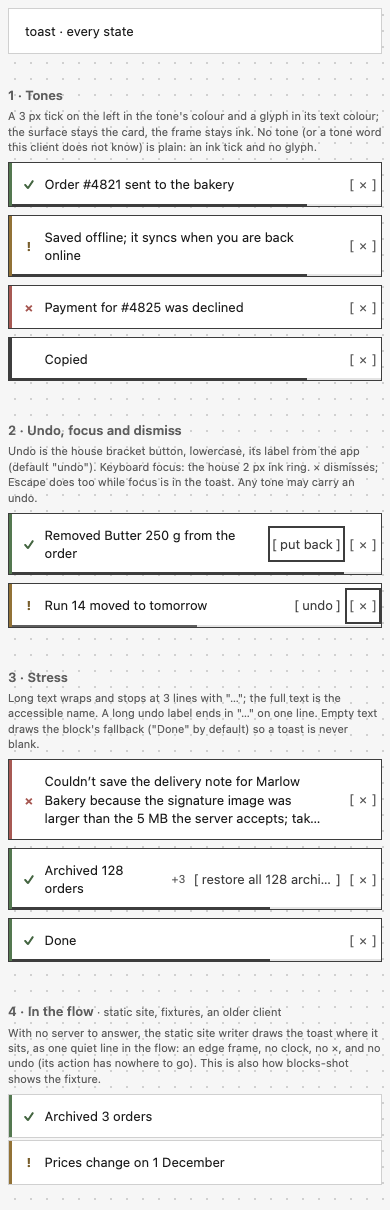 toast · every state
1 · Tones
A 3 px tick on the left in the tone's colour and a glyph in its text colour;
the surface stays the card, the frame stays ink. No tone (or a tone word
this client does not know) is plain: an ink tick and no glyph.
✓ Order #4821 sent to the bakery [ × ]
! Saved offline; it syncs when you are back
online [ × ]
× Payment for #4825 was declined [ × ]
Copied [ × ]
2 · Undo, focus and dismiss
Undo is the house bracket button, lowercase, its label from the app
(default "undo"). Keyboard focus: the house 2 px ink ring. × dismisses;
Escape does too while focus is in the toast. Any tone may carry an
undo.
✓ Removed Butter 250 g from the
order [ put back ] [ × ]
! Run 14 moved to tomorrow [ undo ] [ × ]
3 · Stress
Long text wraps and stops at 3 lines with "…"; the full text is the
accessible name. A long undo label ends in "…" on one line. Empty text
draws the block's fallback ("Done" by default) so a toast is never
blank.
Couldn’t save the delivery note for Marlow
× Bakery because the signature image was [ × ]
larger than the 5 MB the server accepts; tak…
✓ Archived 128
orders +3 [ restore all 128 archi… ] [ × ]
✓ Done [ × ]
4 · In the flow · static site, fixtures, an older client
With no server to answer, the static site writer draws the toast where it
sits, as one quiet line in the flow: an edge frame, no clock, no ×, and no
undo (its action has nowhere to go). This is also how blocks-shot
shows the fixture.
✓ Archived 3 orders
! Prices change on 1 December